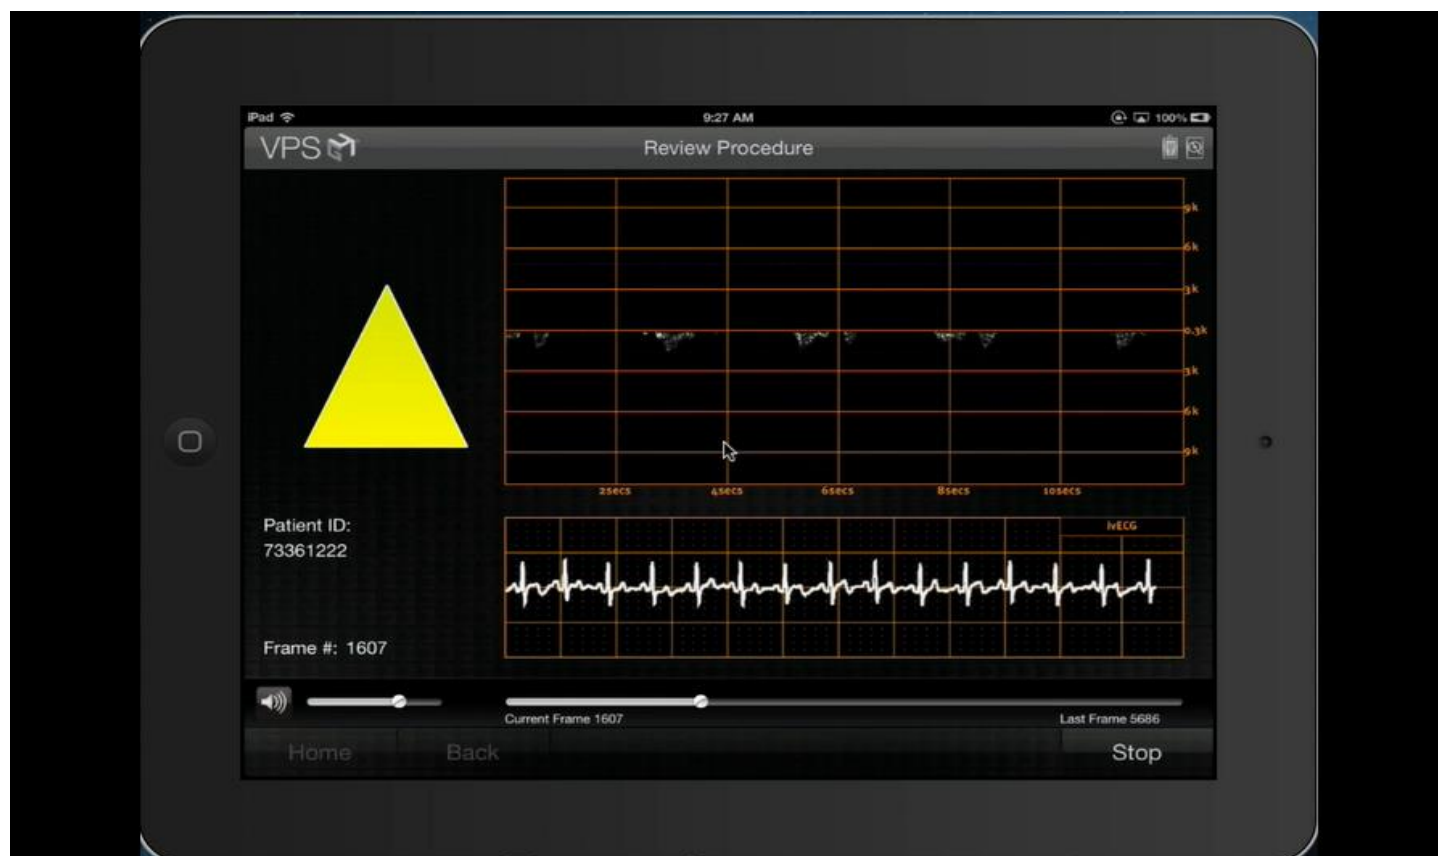 iPad 9:27 AM 100%
VPS GT
Review Procedure
9k
6k
3k
0.3k
3k
6k
9k
2secs 4secs 6secs 8secs 10secs
Patient ID:
73361222
ivECG
Frame #: 1607
Current Frame 1607 Last Frame 5686
Home Back Stop